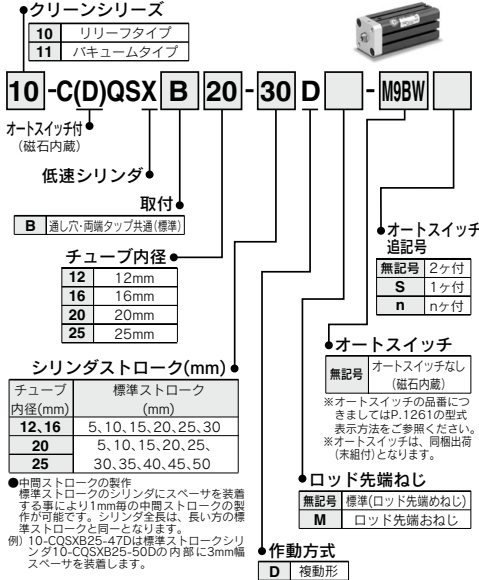 ●クリーンシリーズ
10 リリーフタイプ
11 バキュームタイプ
10 -C(D)QSX B 20 - 30 D - M9BW
オートスイッチ付●
(磁石内蔵)
低速シリンダ●
取付●
B 通し穴・両端タップ共通(標準)
チューブ内径●
12 12mm
16 16mm
20 20mm
25 25mm
シリンダストローク(mm)●
チューブ内径(mm) 標準ストローク(mm)
12、16 5、10、15、20、25、30
20 5、10、15、20、25、
25 30、35、40、45、50
●中間ストロークの製作
標準ストロークのシリンダにスペーサを装着
する事により1mm毎の中間ストロークの製
作が可能です。シリンダ全長は、長い方の標
準ストロークと同一となります。
例) 10-CQSXB25-47Dは標準ストロークシリ
ンダ10-CQSXB25-50Dの内部に3mm幅
スペーサを装着します。
●オートスイッチ
追記号
無記号 2ヶ付
S 1ヶ付
n nヶ付
●オートスイッチ
無記号 オートスイッチなし
(磁石内蔵)
※オートスイッチの品番につ
きましてはP.1261の型式
表示方法をご参照ください。
※オートスイッチは、同梱出荷
(未組付)となります。
●ロッド先端ねじ
無記号 標準(ロッド先端めねじ)
M ロッド先端おねじ
●作動方式
D 複動形